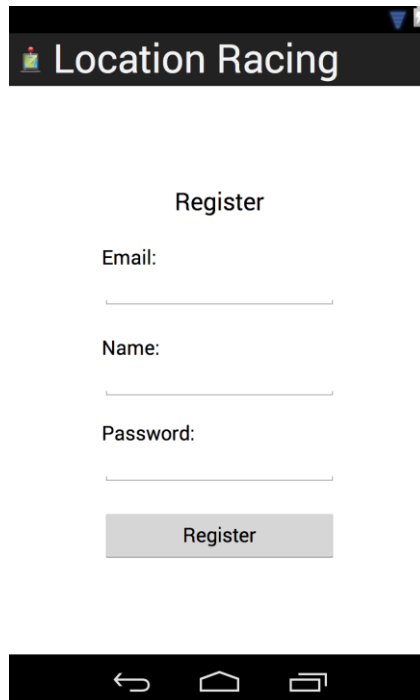 Location Racing
Register
Email:
Name:
Password:
Register